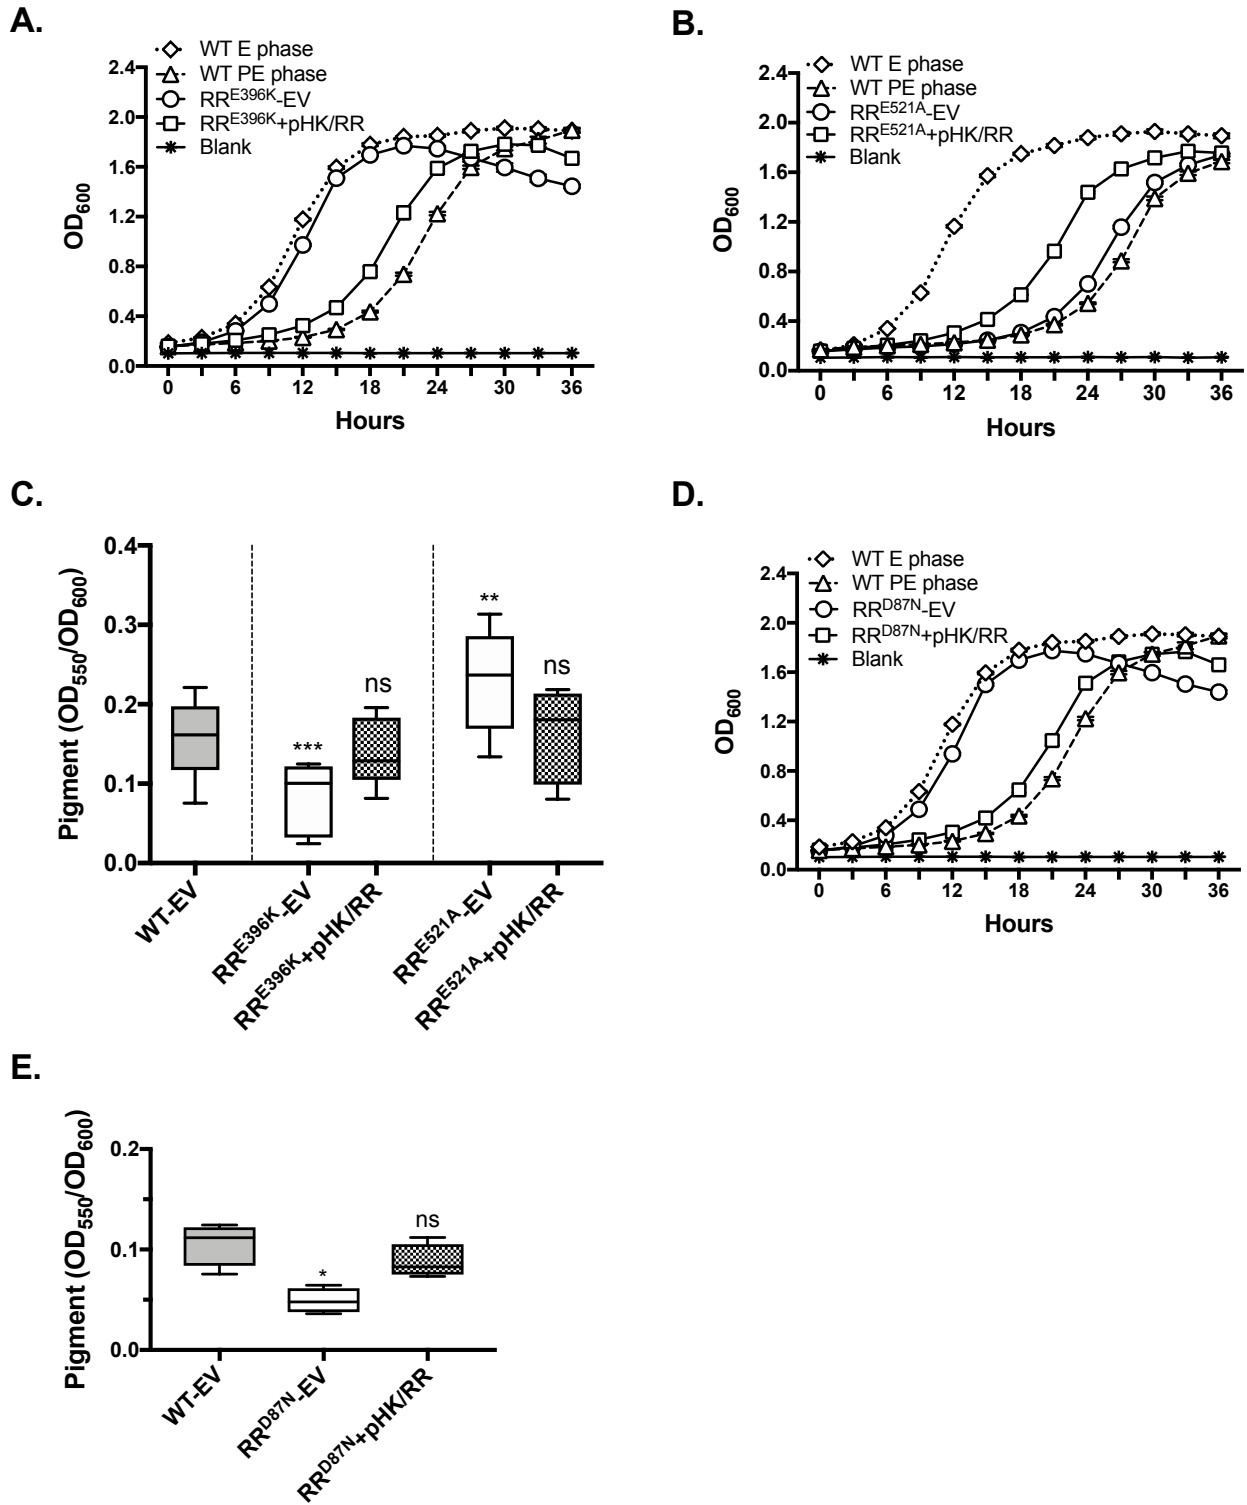 A.
WT E phase
WT PE phase
RRE396K-EV
RRE396K+pHK/RR
Blank
2.4
2.0
1.6
1.2
0.8
0.4
0.0
OD600
0 6 12 18 24 30 36
Hours
B.
WT E phase
WT PE phase
RRE521A-EV
RRE521A+pHK/RR
Blank
2.4
2.0
1.6
1.2
0.8
0.4
0.0
OD600
0 6 12 18 24 30 36
Hours
C.
0.4
0.3
0.2
0.1
0.0
Pigment (OD550/OD600)
***
ns
**
ns
WT-EV
RRE396K-EV
RRE396K+pHK/RR
RRE521A-EV
RRE521A+pHK/RR
D.
WT E phase
WT PE phase
RRD87N-EV
RRD87N+pHK/RR
Blank
2.4
2.0
1.6
1.2
0.8
0.4
0.0
OD600
0 6 12 18 24 30 36
Hours
E.
0.2
0.1
0.0
Pigment (OD550/OD600)
*
ns
WT-EV
RRD87N-EV
RRD87N+pHK/RR